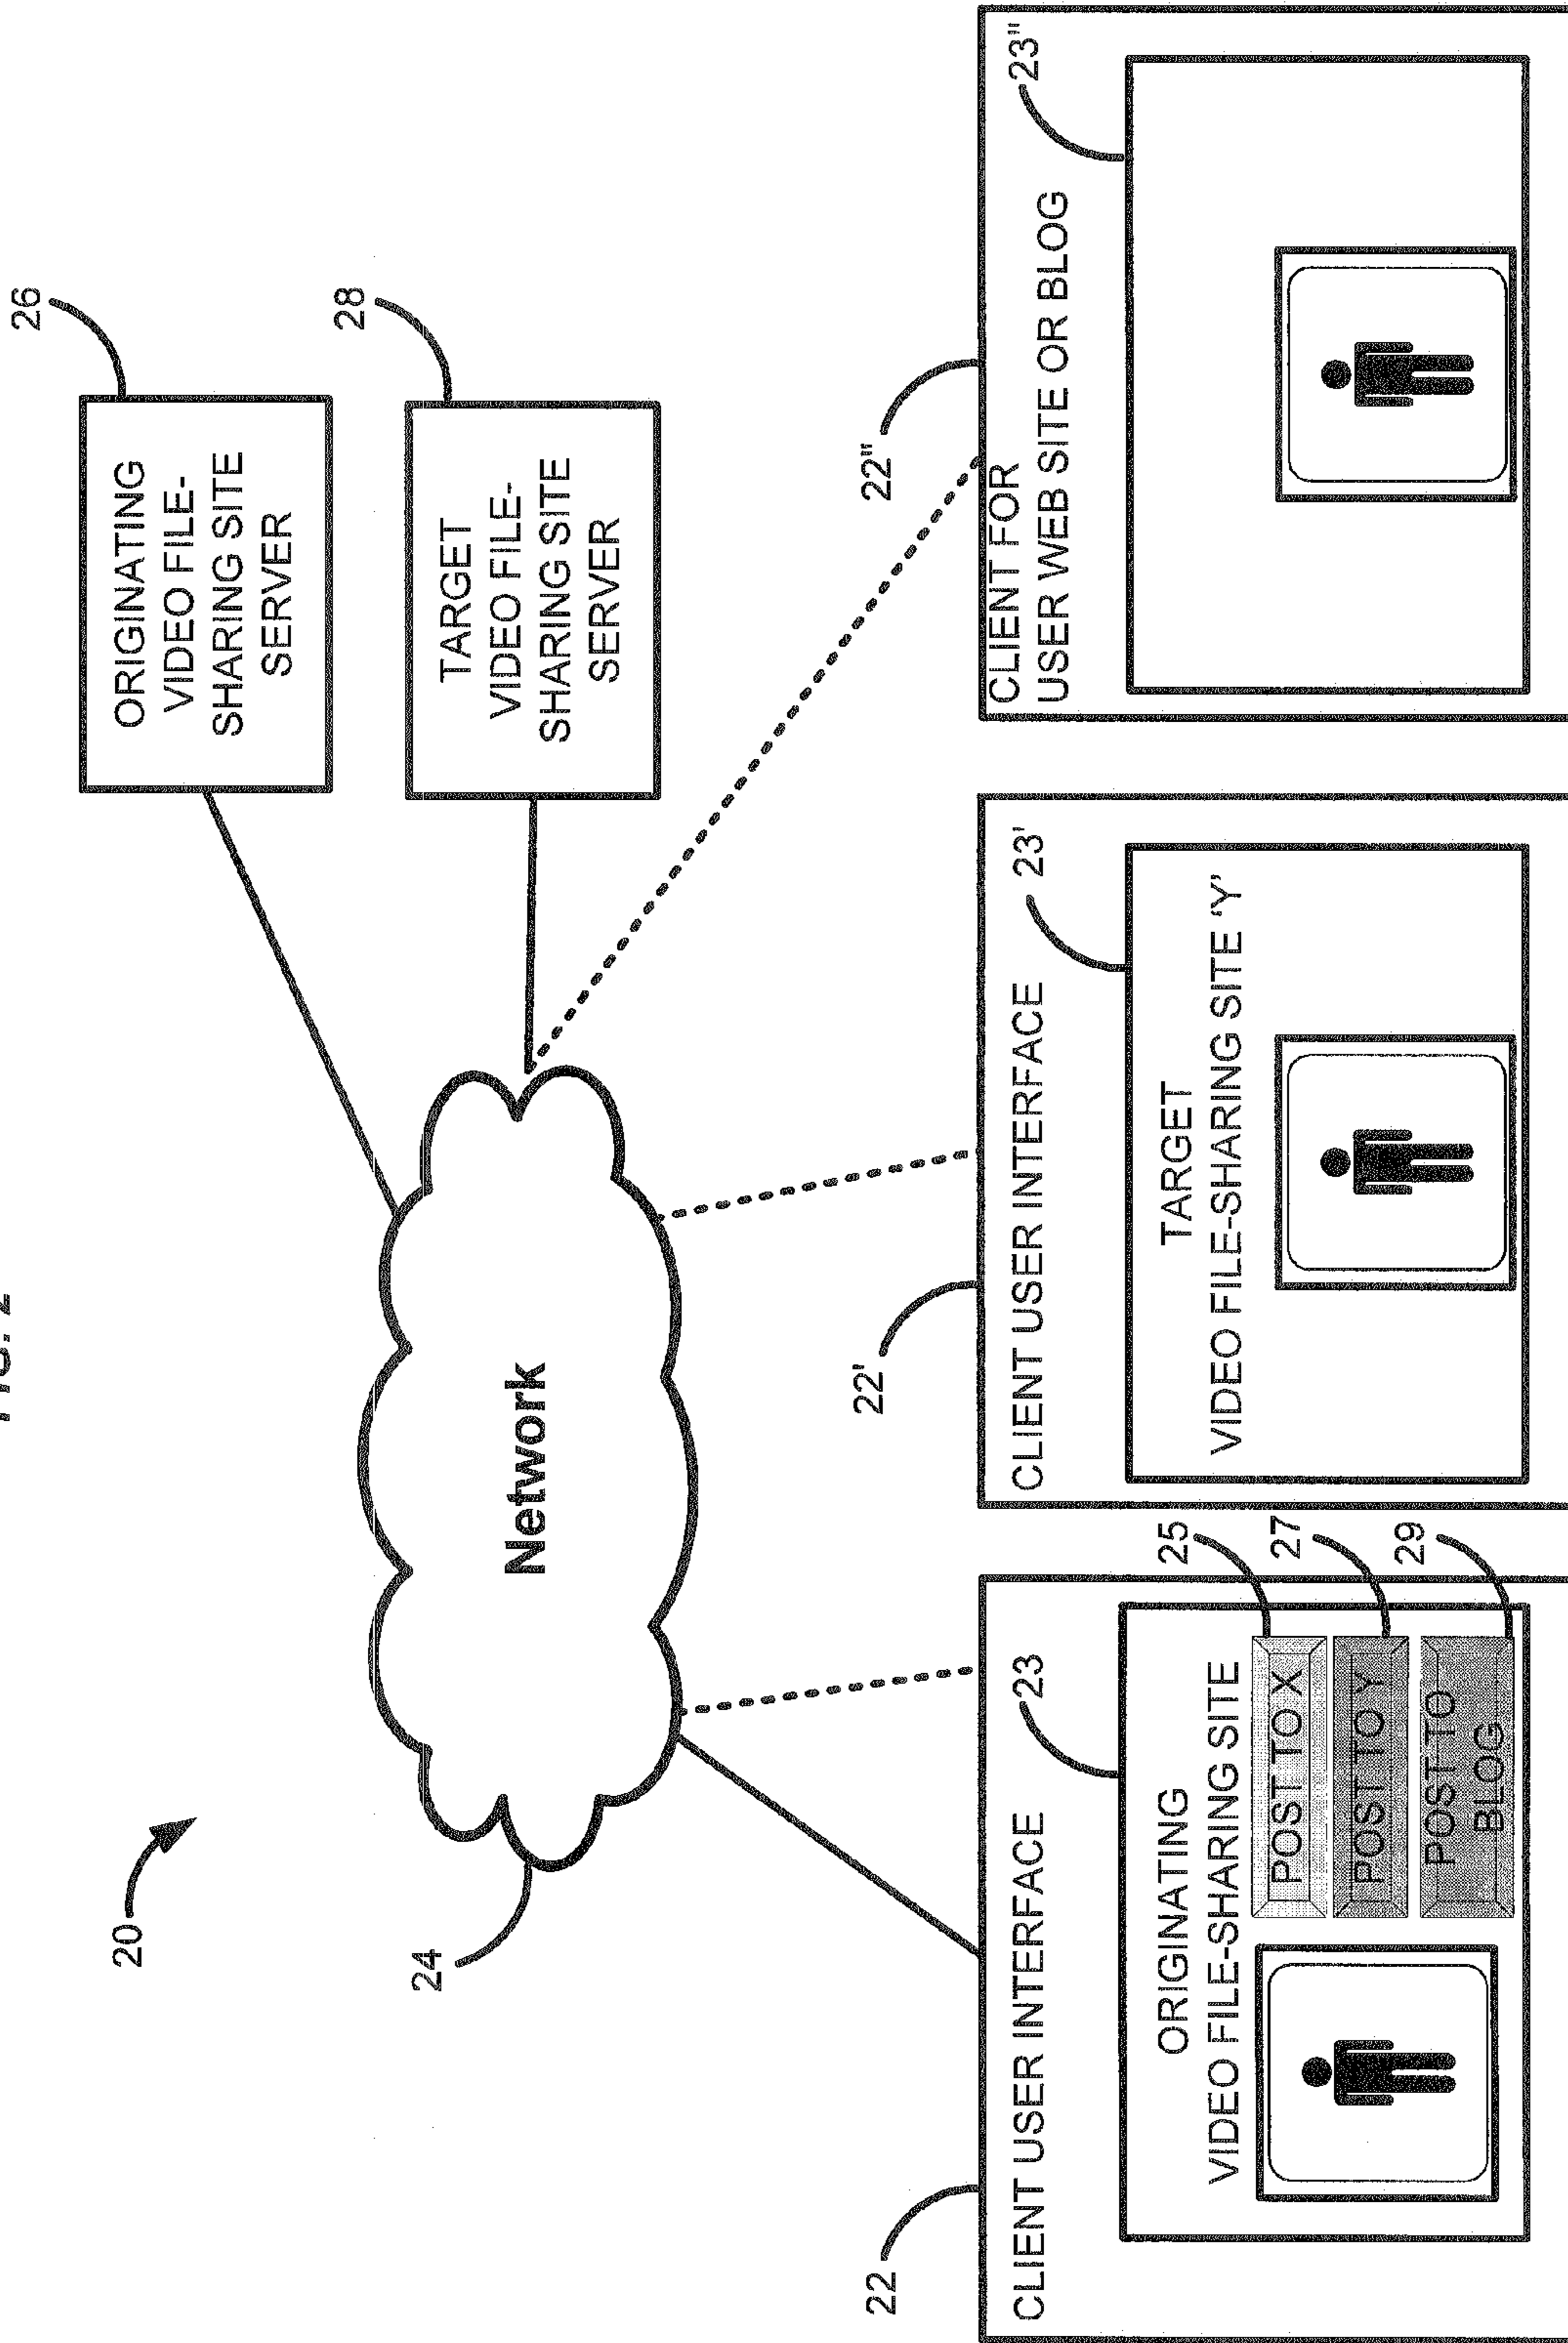 FIG. 2
20
24
Network
26
ORIGINATING
VIDEO FILE-
SHARING SITE
SERVER
28
TARGET
VIDEO FILE-
SHARING SITE
SERVER
22
CLIENT USER INTERFACE
23
ORIGINATING
VIDEO FILE-SHARING SITE
POST TO X
25
POST TO Y
27
POST TO
BLOG
29
22'
CLIENT USER INTERFACE
23'
TARGET
VIDEO FILE-SHARING SITE 'Y'
22"
CLIENT FOR
USER WEB SITE OR BLOG
23"